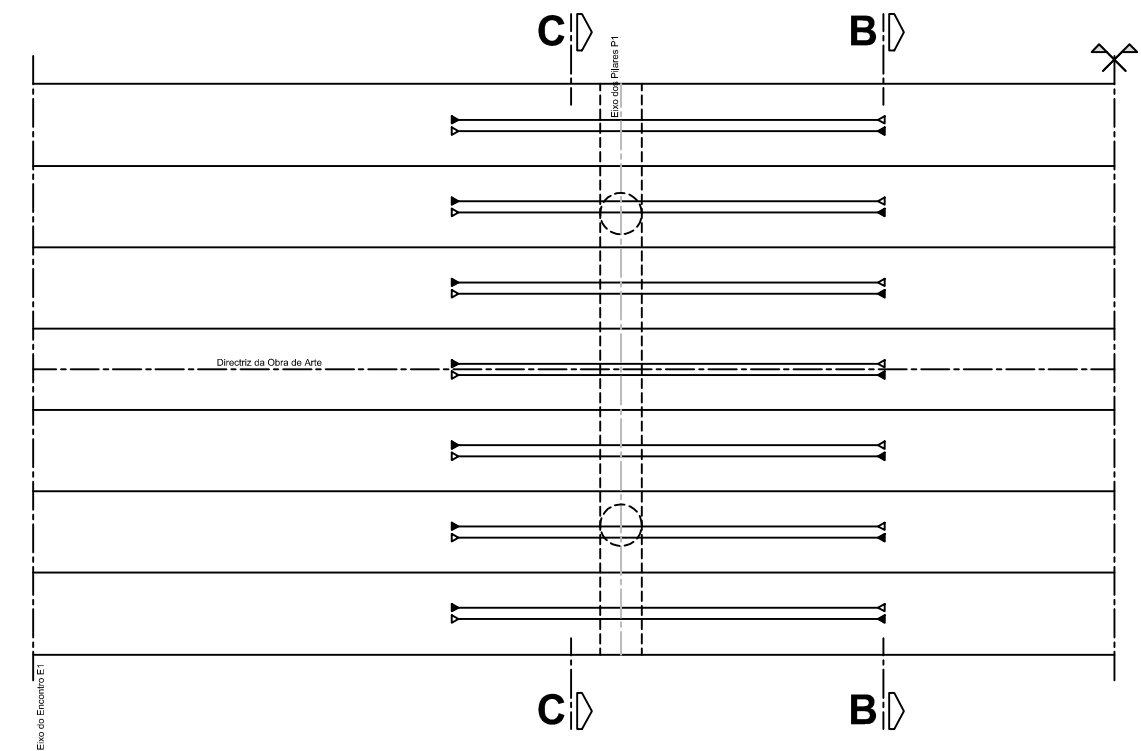 C
B
Eixo dos Pilares P1
Directriz da Obra de Arte
Eixo do Encontro E1
C
B